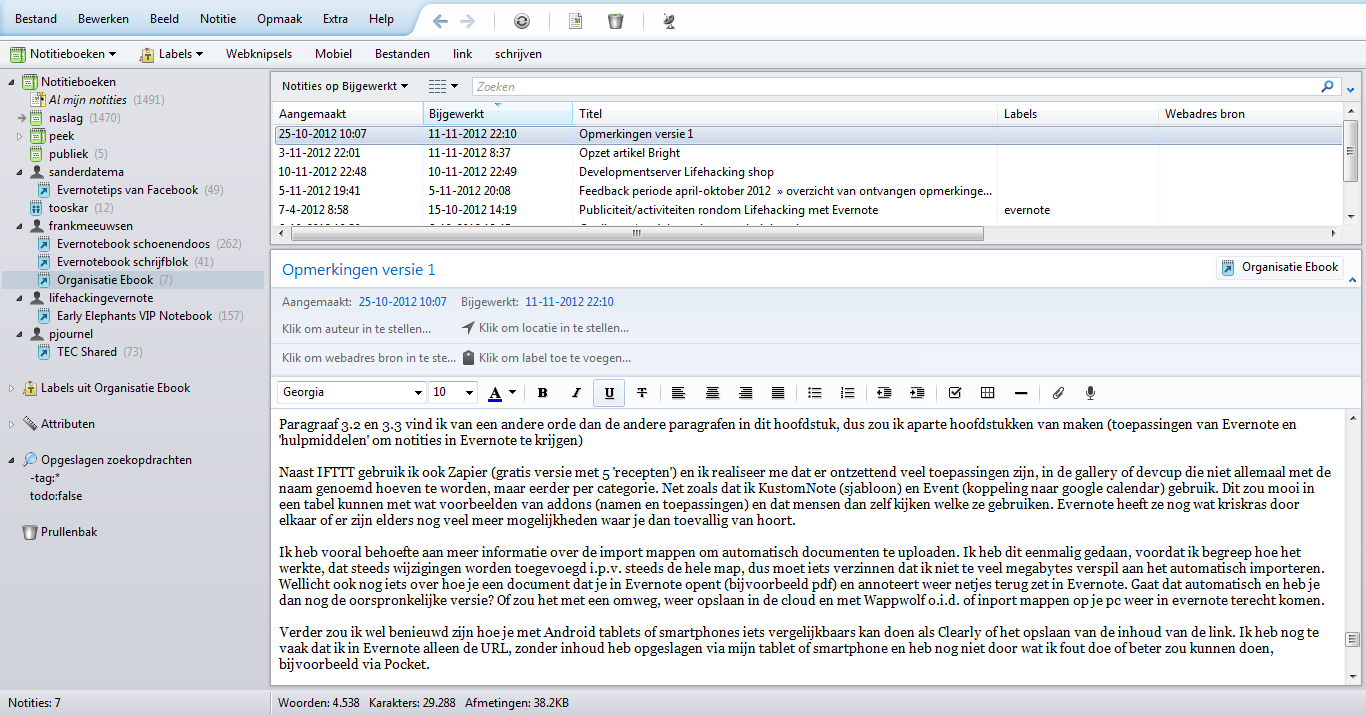 Bestand Bewerken Beeld Notitie Opmaak Extra Help
Notitieboeken Labels Webknipsels Mobiel Bestanden link schrijven
Notitieboeken
Al mijn notities (1491)
naslag (1470)
peek
publiek (5)
sanderdatema
Evernotetips van Facebook (49)
tooskar (12)
frankmeeuwsen
Evernotebook schoenendoos (262)
Evernotebook schrijfblok (41)
Organisatie Ebook (7)
lifehackingevernote
Early Elephants VIP Notebook (157)
pjournel
TEC Shared (73)
Labels uit Organisatie Ebook
Attributen
Opgeslagen zoekopdrachten
-tag:*
todo:false
Prullenbak
Notities op Bijgewerkt Zoeken
Aangemaakt Bijgewerkt Titel Labels Webadres bron
25-10-2012 10:07 11-11-2012 22:10 Opmerkingen versie 1
3-11-2012 22:01 11-11-2012 8:37 Opzet artikel Bright
10-11-2012 22:48 10-11-2012 22:49 Developmentserver Lifehacking shop
5-11-2012 19:41 5-11-2012 20:08 Feedback periode april-oktober 2012 » overzicht van ontvangen opmerkinge...
7-4-2012 8:58 15-10-2012 14:19 Publiciteit/activiteiten rondom Lifehacking met Evernote evernote
Opmerkingen versie 1 Organisatie Ebook
Aangemaakt: 25-10-2012 10:07 Bijgewerkt: 11-11-2012 22:10
Klik om auteur in te stellen... Klik om locatie in te stellen...
Klik om webadres bron in te ste... Klik om label toe te voegen...
Georgia 10 A B I U T
Paragraaf 3.2 en 3.3 vind ik van een andere orde dan de andere paragrafen in dit hoofdstuk, dus zou ik aparte hoofdstukken van maken (toepassingen van Evernote en
'hulpmiddelen' om notities in Evernote te krijgen)
Naast IFTTT gebruik ik ook Zapier (gratis versie met 5 'recepten') en ik realiseer me dat er ontzettend veel toepassingen zijn, in de gallery of devcup die niet allemaal met de
naam genoemd hoeven te worden, maar eerder per categorie. Net zoals dat ik KustomNote (sjabloon) en Event (koppeling naar google calendar) gebruik. Dit zou mooi in
een tabel kunnen met wat voorbeelden van addons (namen en toepassingen) en dat mensen dan zelf kijken welke ze gebruiken. Evernote heeft ze nog wat kriskras door
elkaar of er zijn elders nog veel meer mogelijkheden waar je dan toevallig van hoort.
Ik heb vooral behoefte aan meer informatie over de import mappen om automatisch documenten te uploaden. Ik heb dit eenmalig gedaan, voordat ik begreep hoe het
werkte, dat steeds wijzigingen worden toegevoegd i.p.v. steeds de hele map, dus moet iets verzinnen dat ik niet te veel megabytes verspil aan het automatisch importeren.
Wellicht ook nog iets over hoe je een document dat je in Evernote opent (bijvoorbeeld pdf) en annoteert weer netjes terug zet in Evernote. Gaat dat automatisch en heb je
dan nog de oorspronkelijke versie? Of zou het met een omweg, weer opslaan in de cloud en met Wappwolf o.i.d. of inport mappen op je pc weer in evernote terecht komen.
Verder zou ik wel benieuwd zijn hoe je met Android tablets of smartphones iets vergelijkbaars kan doen als Clearly of het opslaan van de inhoud van de link. Ik heb nog te
vaak dat ik in Evernote alleen de URL, zonder inhoud heb opgeslagen via mijn tablet of smartphone en heb nog niet door wat ik fout doe of beter zou kunnen doen,
bijvoorbeeld via Pocket.
Notities: 7 Woorden: 4.538 Karakters: 29.288 Afmetingen: 38.2KB